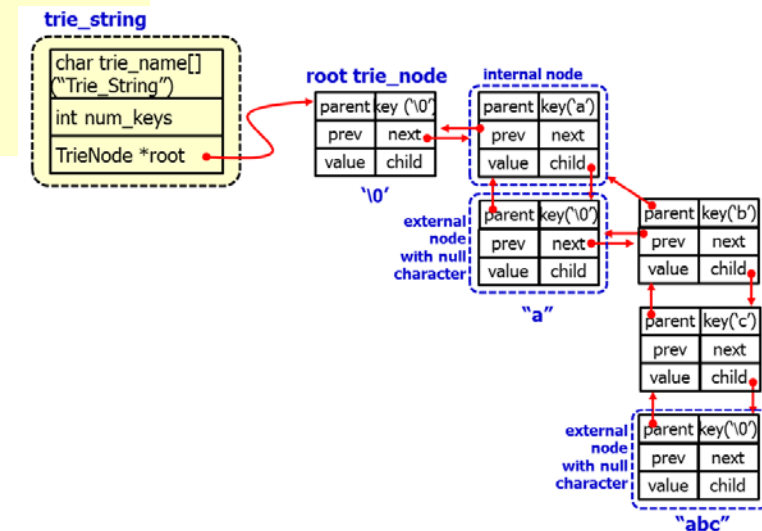 trie_string
char trie_name[]
("Trie_String")
int num_keys
TrieNode *root
root trie_node
parent key ('\0')
prev next
value child
'\0'
internal node
parent key('a')
prev next
value child
external
node
with null
character
parent key('\0')
prev next
value child
"a"
parent key('b')
prev next
value child
parent key('c')
prev next
value child
external
node
with null
character
parent key('\0')
prev next
value child
"abc"